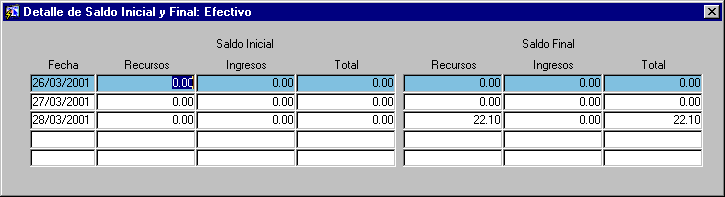 Detalle de Saldo Inicial y Final: Efectivo
Saldo Inicial Saldo Final
Fecha Recursos Ingresos Total Recursos Ingresos Total
26/03/2001 0.00 0.00 0.00 0.00 0.00 0.00
27/03/2001 0.00 0.00 0.00 0.00 0.00 0.00
28/03/2001 0.00 0.00 0.00 22.10 0.00 22.10